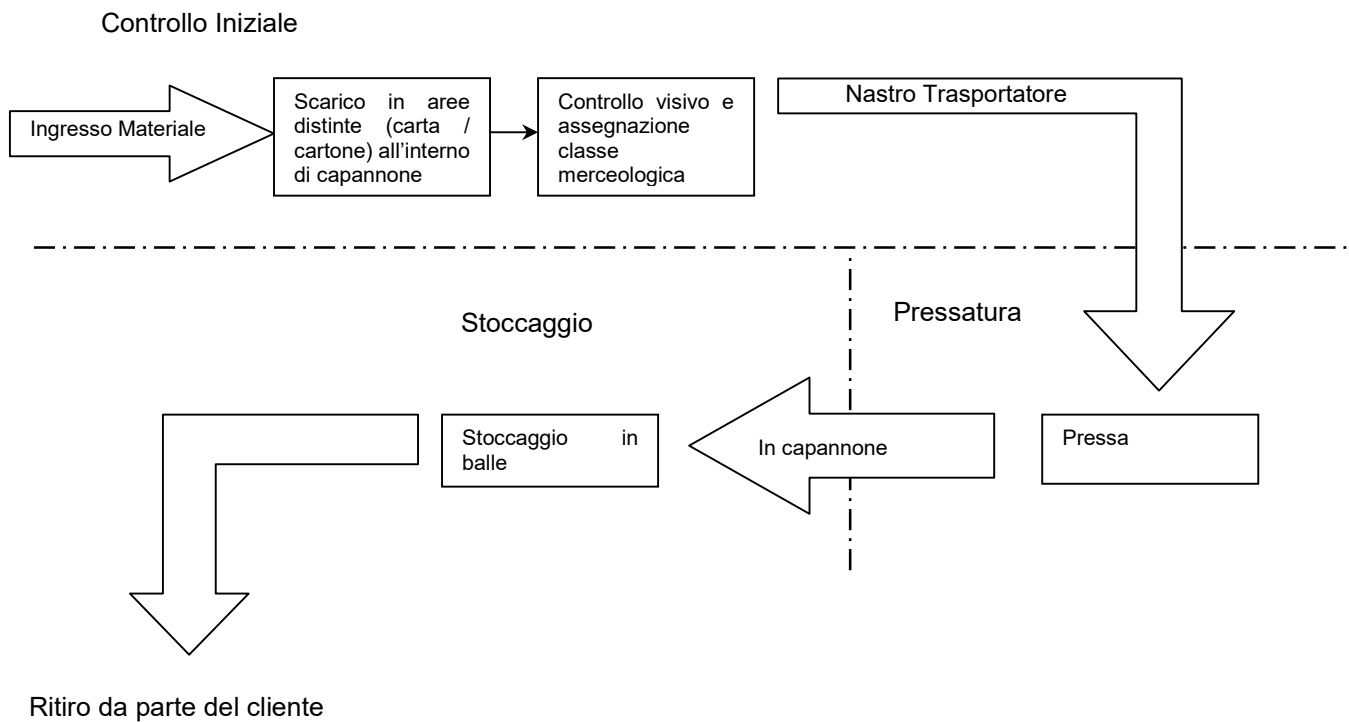 Controllo Iniziale
Ingresso Materiale
Scarico in aree
distinte (carta /
cartone) all'interno
di capannone
Controllo visivo e
assegnazione
classe
merceologica
Nastro Trasportatore
Stoccaggio
Pressatura
Stoccaggio in
balle
In capannone
Pressa
Ritiro da parte del cliente